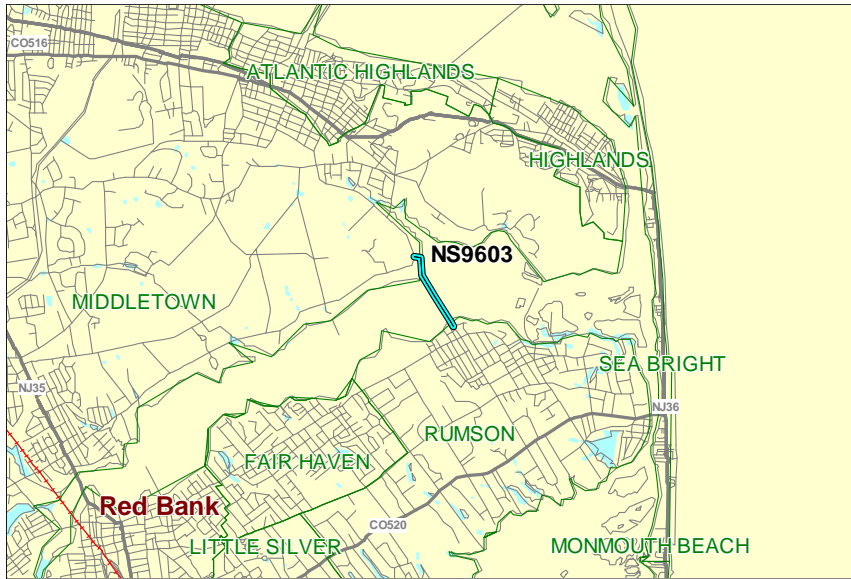 CO516
ATLANTIC HIGHLANDS
HIGHLANDS
NS9603
MIDDLETOWN
SEA BRIGHT
NJ35
NJ36
RUMSON
FAIR HAVEN
Red Bank
CO520
LITTLE SILVER
MONMOUTH BEACH